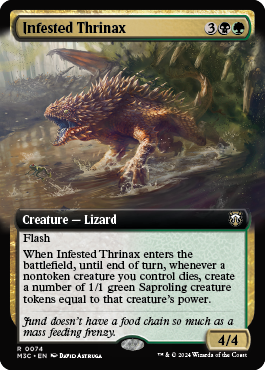 Infested Thrinax 3
Creature — Lizard
Flash
When Infested Thrinax enters the
battlefield, until end of turn, whenever a
nontoken creature you control dies, create
a number of 1/1 green Saproling creature
tokens equal to that creature's power.
Jund doesn't have a food chain so much as a
mass feeding frenzy.
4/4
R 0074
M3C • EN David Astruga
™ & © 2024 Wizards of the Coast